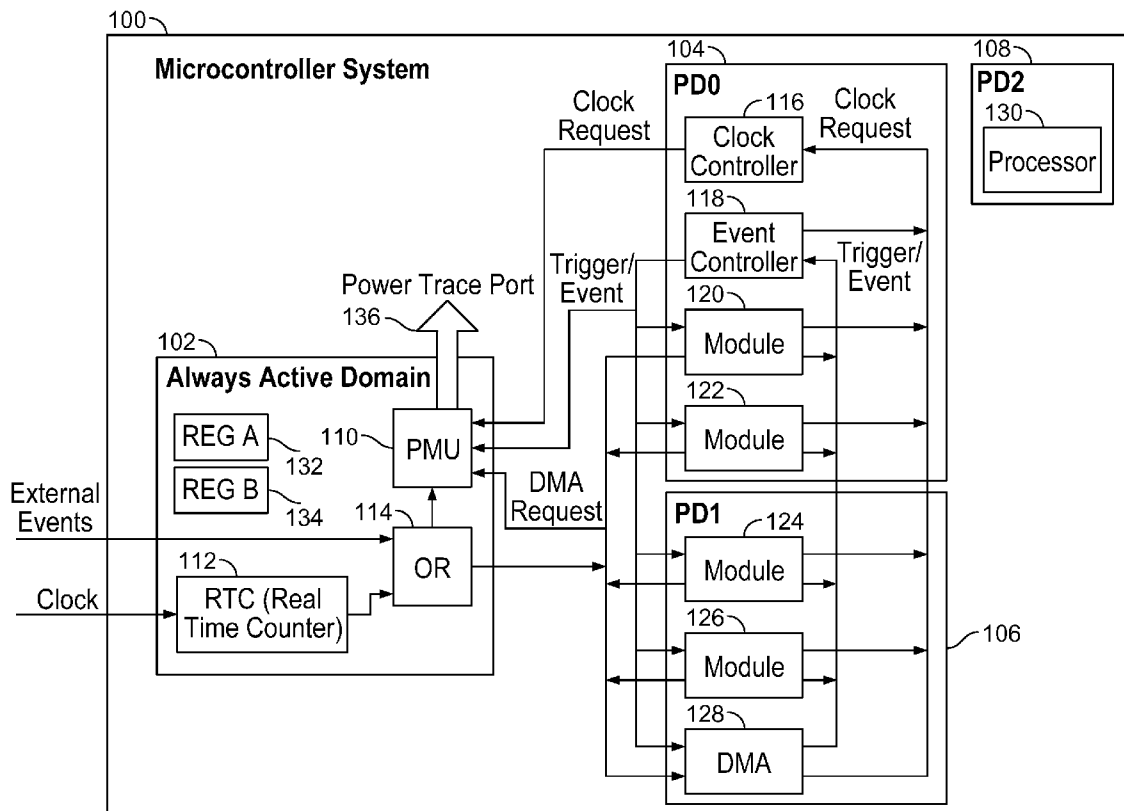 100
Microcontroller System
104
PD0
116
Clock
Request
Clock
Controller
Clock
Request
108
PD2
130
Processor
118
Event
Controller
Trigger/
Event
Trigger/
Event
120
Module
122
Module
Power Trace Port
136
102
Always Active Domain
REG A
132
REG B
134
110
PMU
DMA
Request
External
Events
114
OR
Clock
112
RTC (Real
Time Counter)
PD1
124
Module
126
Module
106
128
DMA